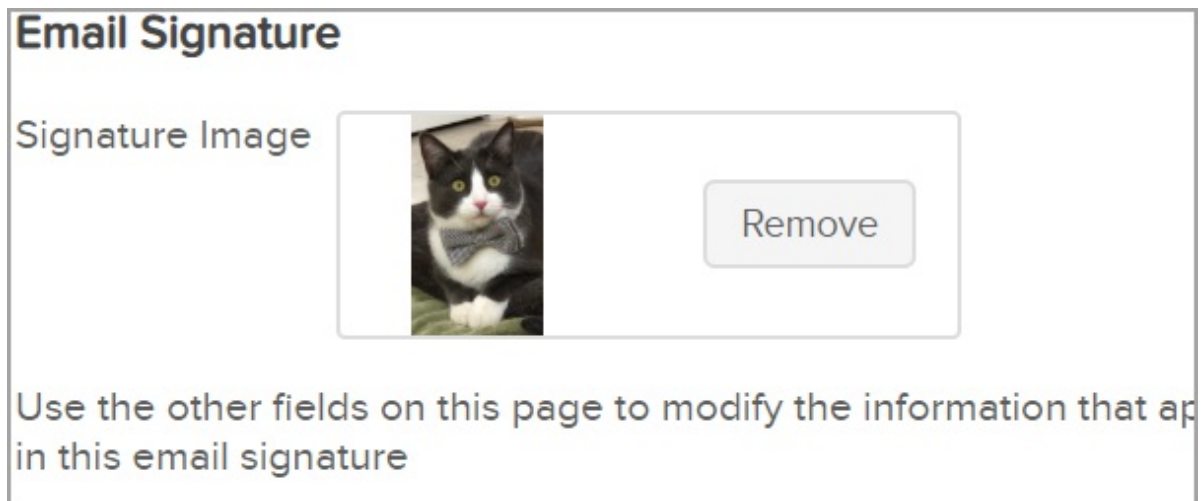 Email Signature
Signature Image
Remove
Use the other fields on this page to modify the information that
in this email signature